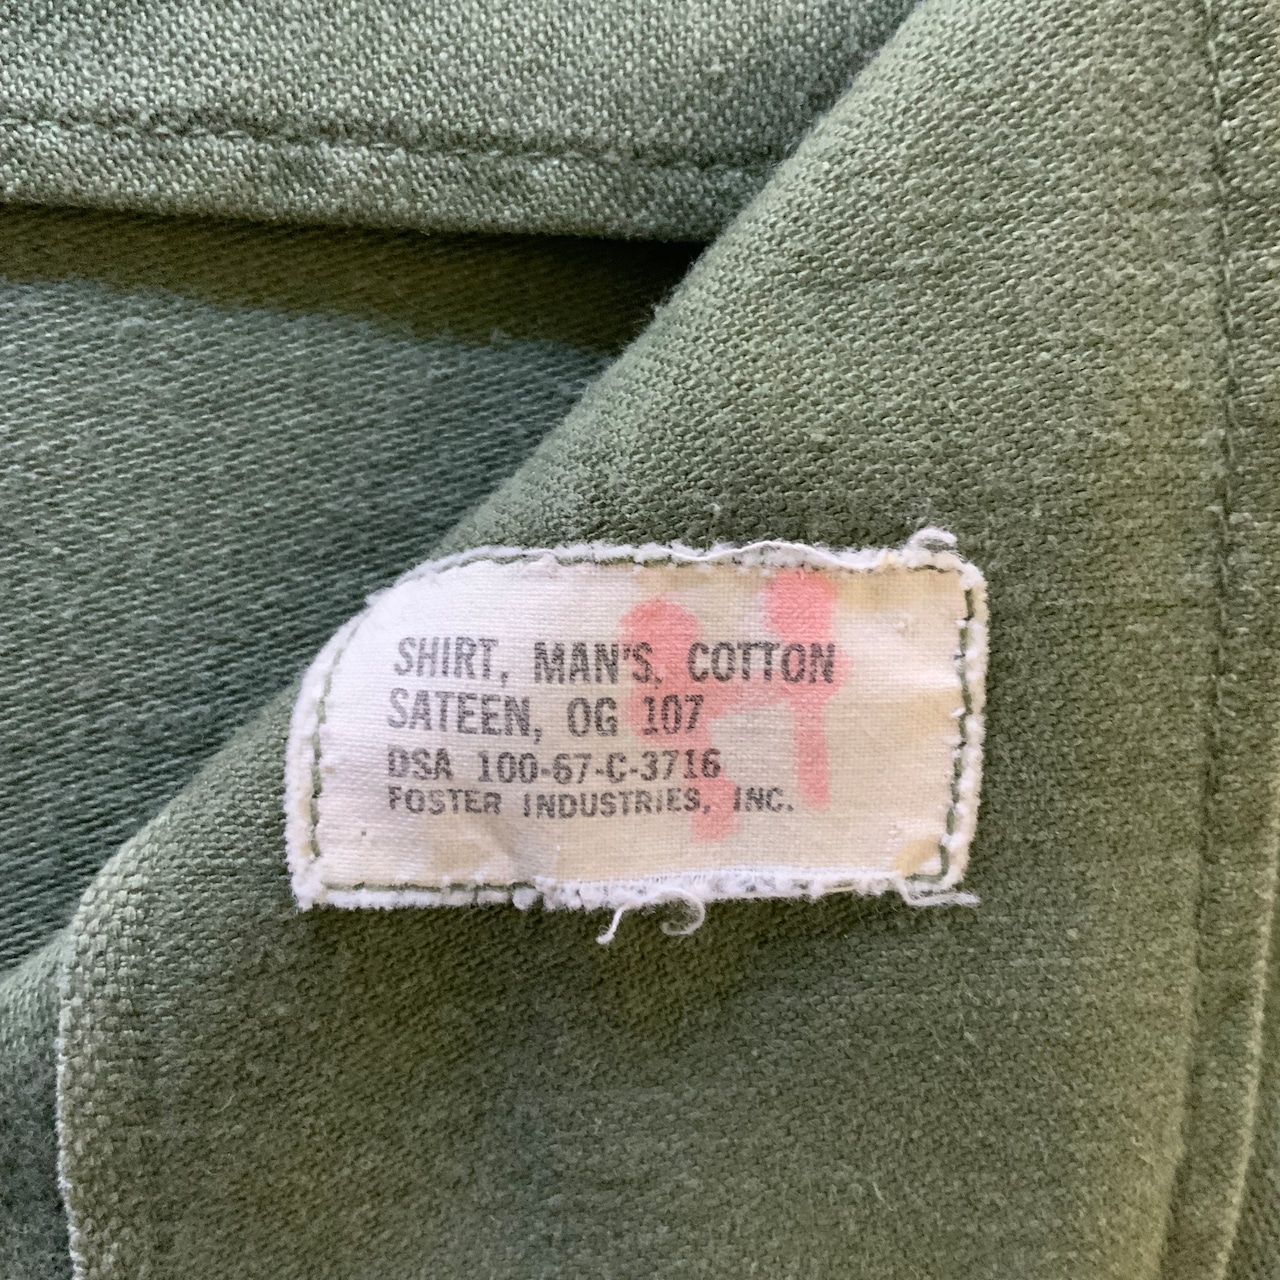 SHIRT, MAN'S, COTTON
SATEEN, OG 107
DSA 100-67-C-3716
FOSTER INDUSTRIES, INC.